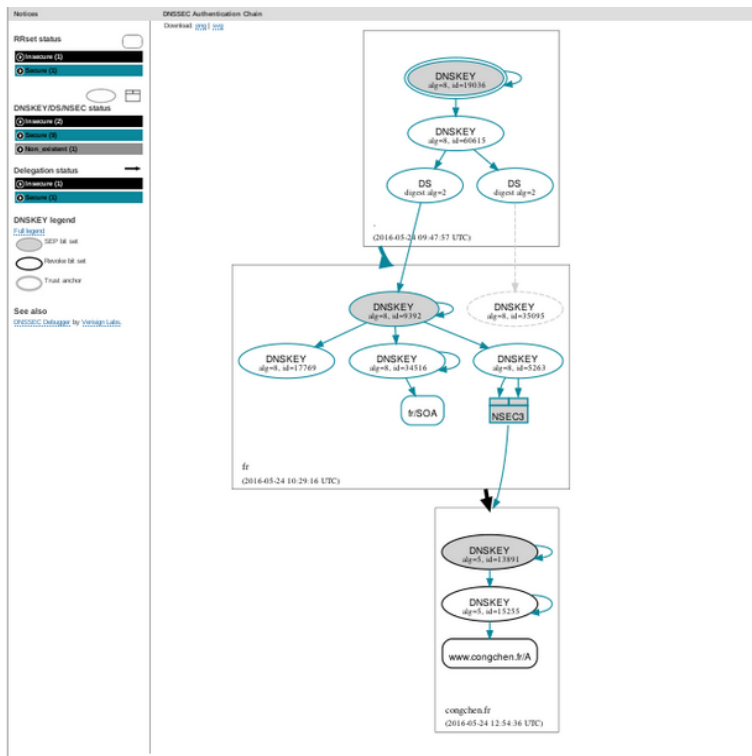 Notices
RRset status
Insecure (1)
Secure (1)
DNSKEY/DS/NSEC status
Insecure (2)
Secure (8)
Non_existent (1)
Delegation status
Insecure (1)
Secure (1)
DNSKEY legend
Full legend
SEP bit set
Revoke bit set
Trust anchor
See also
DNSSEC Debugger by Verisign Labs.
DNSSEC Authentication Chain
Download: png | svg
DNSKEY
alg=8, id=19036
DNSKEY
alg=8, id=60615
DS
digest alg=2
DS
digest alg=2
.
(2016-05-24 09:47:57 UTC)
DNSKEY
alg=8, id=9392
DNSKEY
alg=8, id=35095
DNSKEY
alg=8, id=17769
DNSKEY
alg=8, id=34516
DNSKEY
alg=8, id=5263
fr/SOA
NSEC3
fr
(2016-05-24 10:29:16 UTC)
DNSKEY
alg=5, id=13891
DNSKEY
alg=5, id=15255
www.congchen.fr/A
congchen.fr
(2016-05-24 12:54:36 UTC)